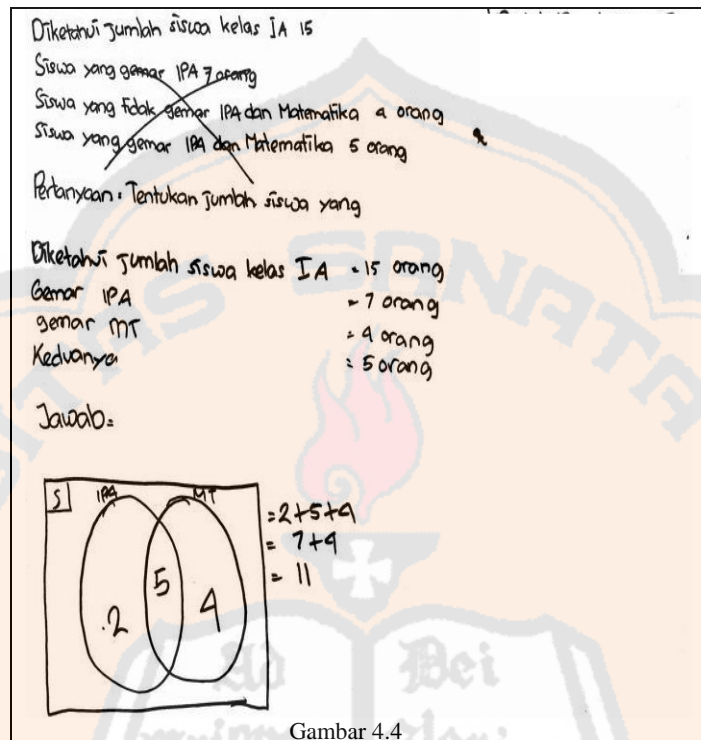 Diketahui jumlah siswa kelas IA 15
Siswa yang gemar IPA 7 orang
Siswa yang tidak gemar IPA dan Matematika 4 orang
Siswa yang gemar IPA dan Matematika 5 orang
Pertanyaan: Tentukan jumlah siswa yang
Diketahui jumlah siswa kelas IA = 15 orang
Gemar IPA = 7 orang
gemar MT = 4 orang
Keduanya = 5 orang
Jawab =
S IPA MT
2 5 4
= 2+5+4
= 7+4
= 11
Gambar 4.4